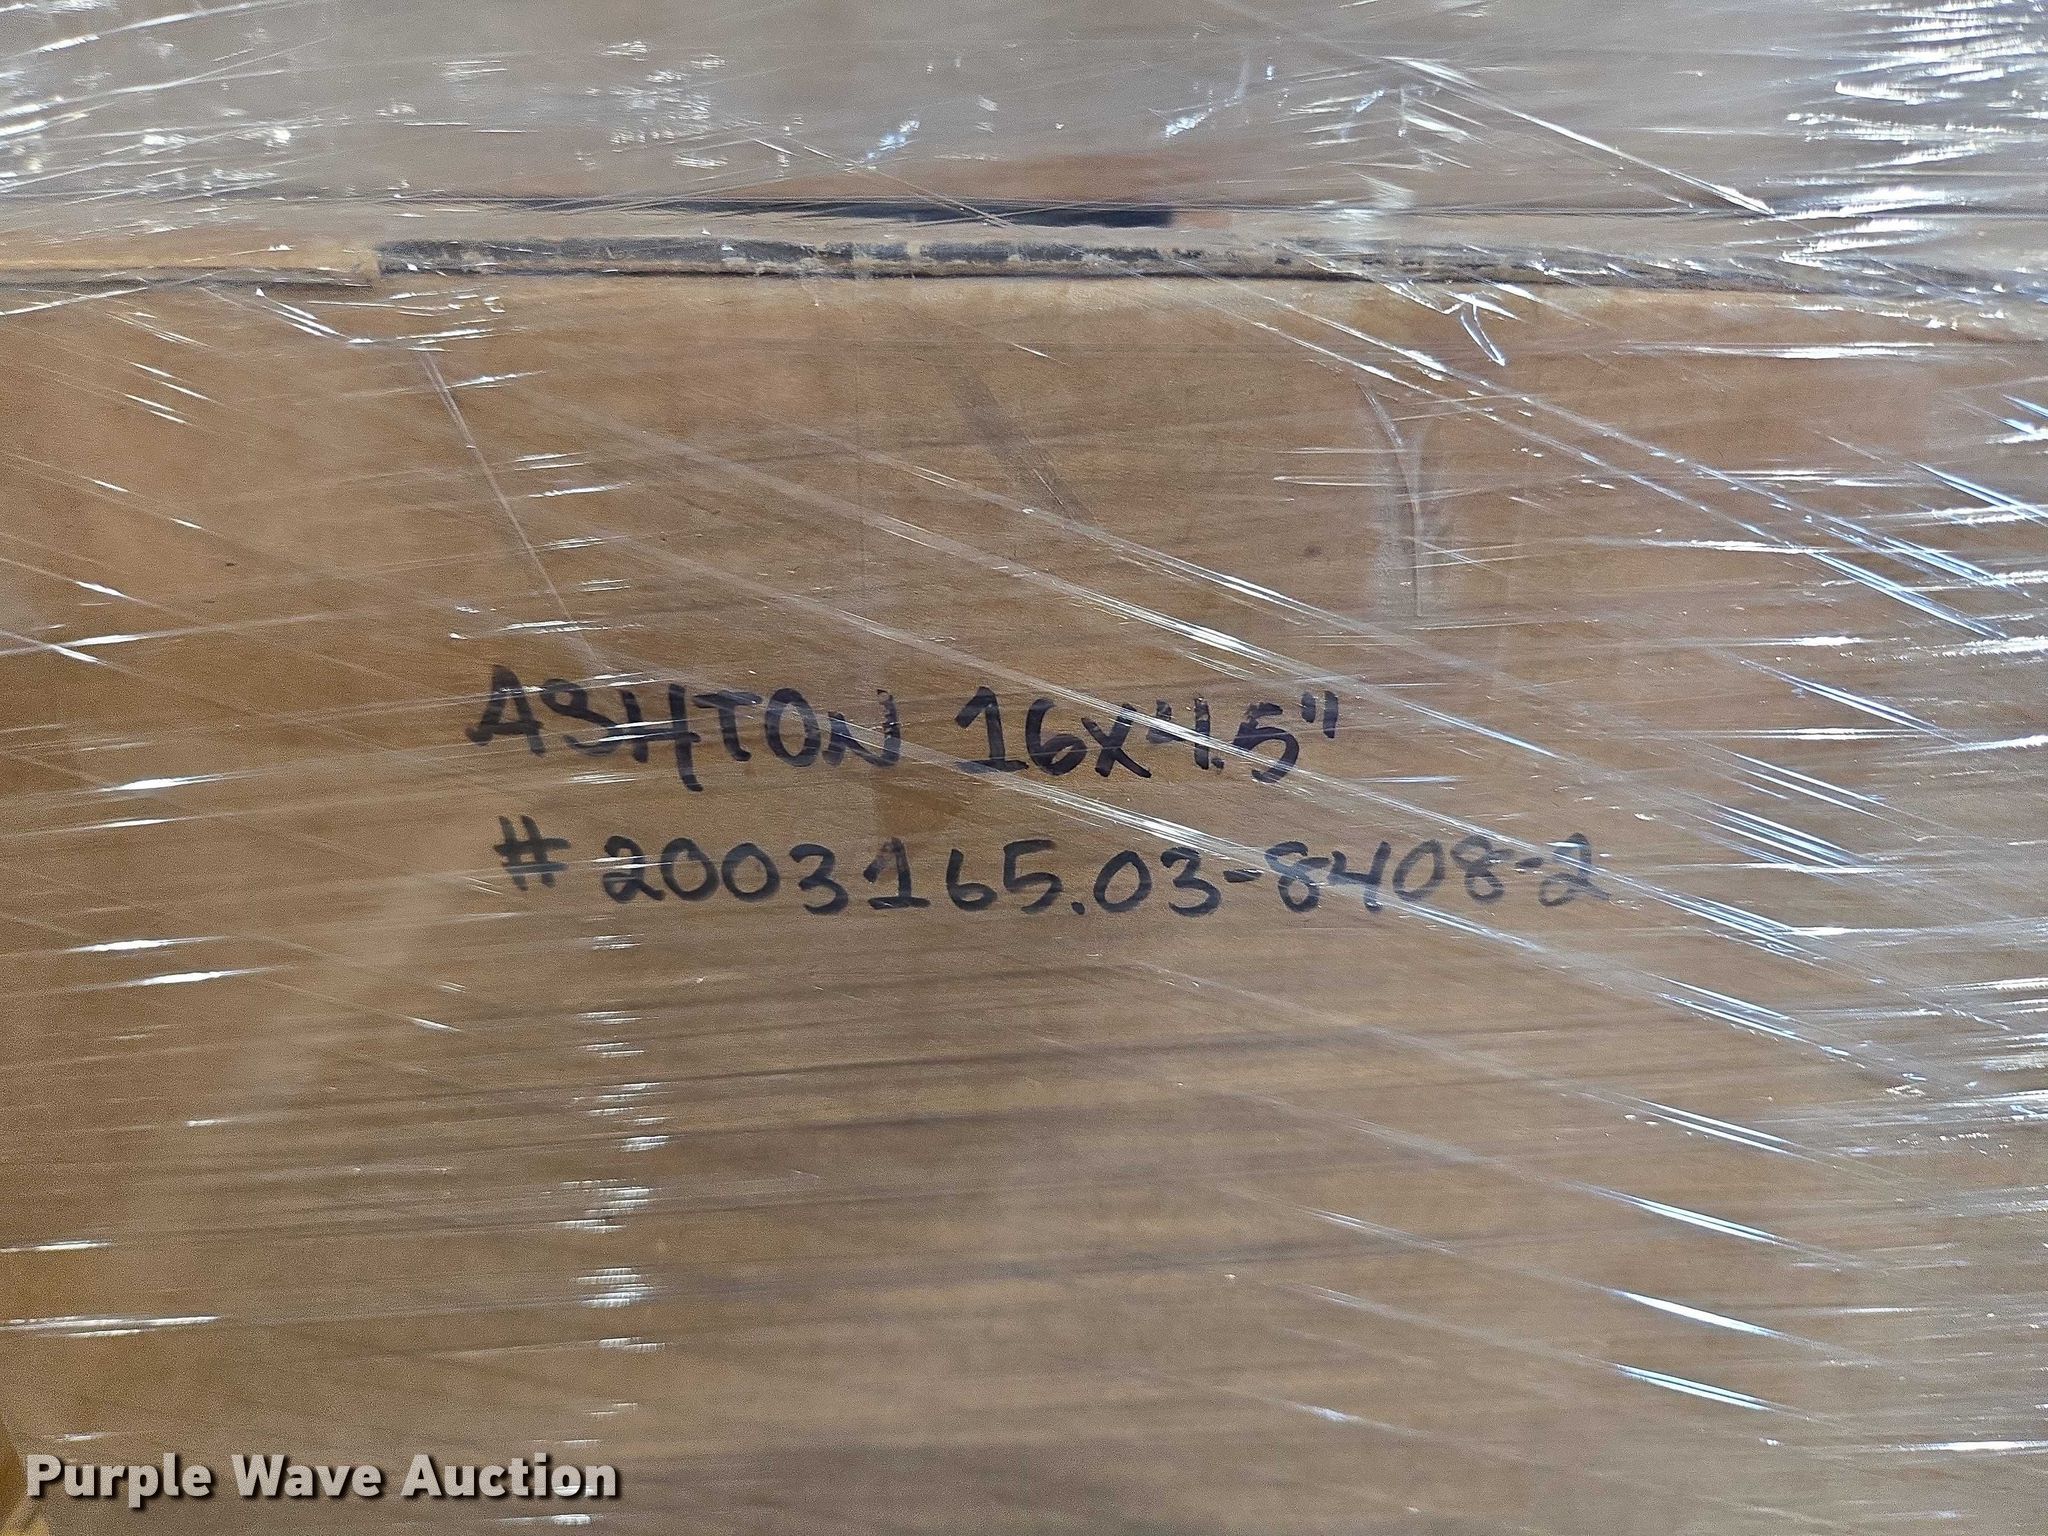 ASHTON 16X4.5"
#2003165.03-8408-2
Purple Wave Auction